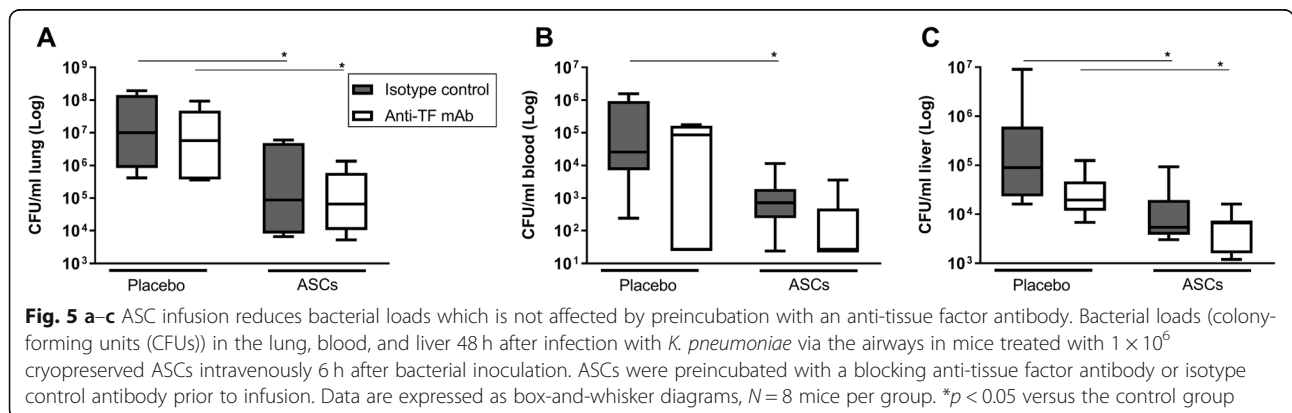 A
B
C
*
*
*
*
*
Isotype control
Anti-TF mAb
CFU/ml lung (Log)
10⁹
10⁸
10⁷
10⁶
10⁵
10⁴
10³
Placebo
ASCs
CFU/ml blood (Log)
10⁷
10⁶
10⁵
10⁴
10³
10²
10¹
Placebo
ASCs
CFU/ml liver (Log)
10⁷
10⁶
10⁵
10⁴
10³
Placebo
ASCs
Fig. 5 a–c ASC infusion reduces bacterial loads which is not affected by preincubation with an anti-tissue factor antibody. Bacterial loads (colony-
forming units (CFUs)) in the lung, blood, and liver 48 h after infection with K. pneumoniae via the airways in mice treated with 1 × 10⁶
cryopreserved ASCs intravenously 6 h after bacterial inoculation. ASCs were preincubated with a blocking anti-tissue factor antibody or isotype
control antibody prior to infusion. Data are expressed as box-and-whisker diagrams, N = 8 mice per group. *p < 0.05 versus the control group